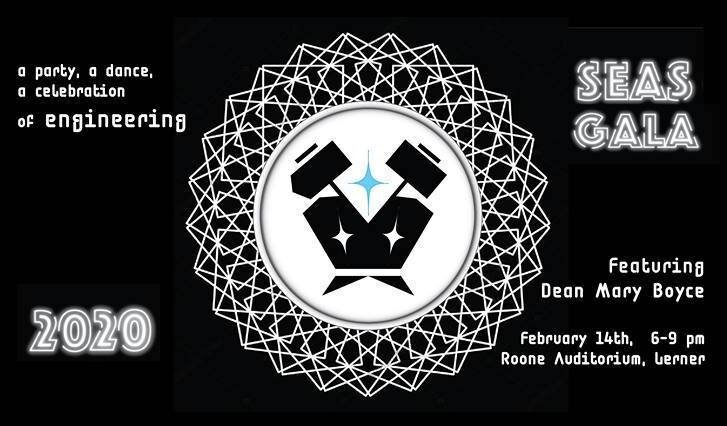 a party, a dance,
a celebration
of engineering
SEAS
GALA
2020
Featuring
Dean Mary Boyce
February 14th, 6-9 pm
Roone Auditorium, Lerner